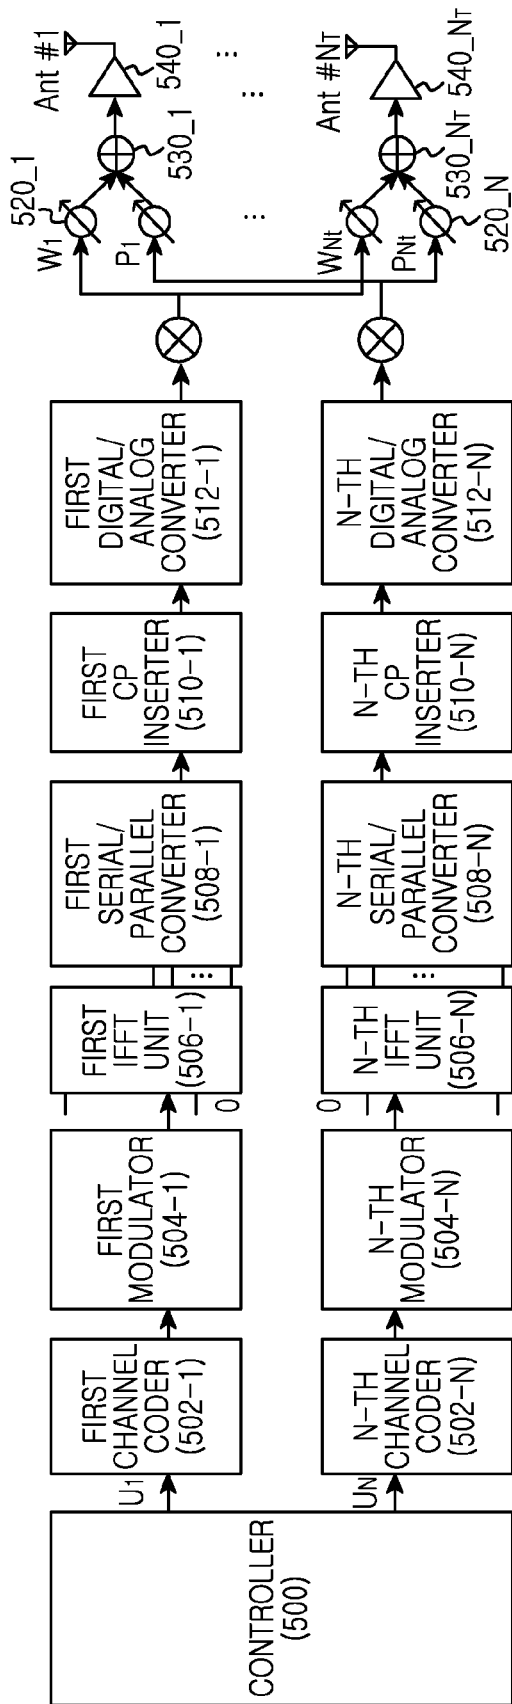 CONTROLLER
(500)
U1
FIRST
CHANNEL
CODER
(502-1)
FIRST
MODULATOR
(504-1)
0
FIRST
IFFT
UNIT
(506-1)
...
FIRST
SERIAL/
PARALLEL
CONVERTER
(508-1)
FIRST
CP
INSERTER
(510-1)
FIRST
DIGITAL/
ANALOG
CONVERTER
(512-1)
W1
520_1
P1
530_1
Ant #1
540_1
...
...
...
UN
N-TH
CHANNEL
CODER
(502-N)
N-TH
MODULATOR
(504-N)
0
N-TH
IFFT
UNIT
(506-N)
...
N-TH
SERIAL/
PARALLEL
CONVERTER
(508-N)
N-TH
CP
INSERTER
(510-N)
N-TH
DIGITAL/
ANALOG
CONVERTER
(512-N)
WNt
PNt
520_N
530_NT
Ant #NT
540_NT